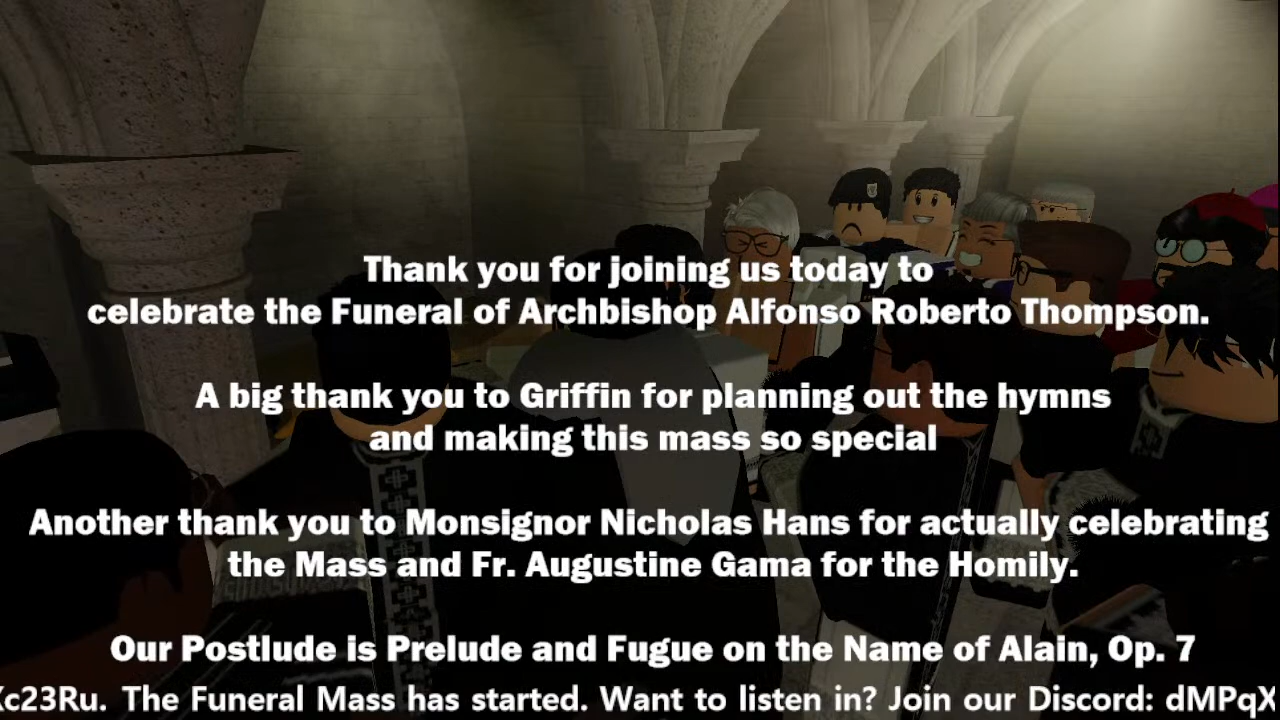 Thank you for joining us today to
celebrate the Funeral of Archbishop Alfonso Roberto Thompson.
A big thank you to Griffin for planning out the hymns
and making this mass so special
Another thank you to Monsignor Nicholas Hans for actually celebrating
the Mass and Fr. Augustine Gama for the Homily.
Our Postlude is Prelude and Fugue on the Name of Alain, Op. 7
Xc23Ru. The Funeral Mass has started. Want to listen in? Join our Discord: dMPqX